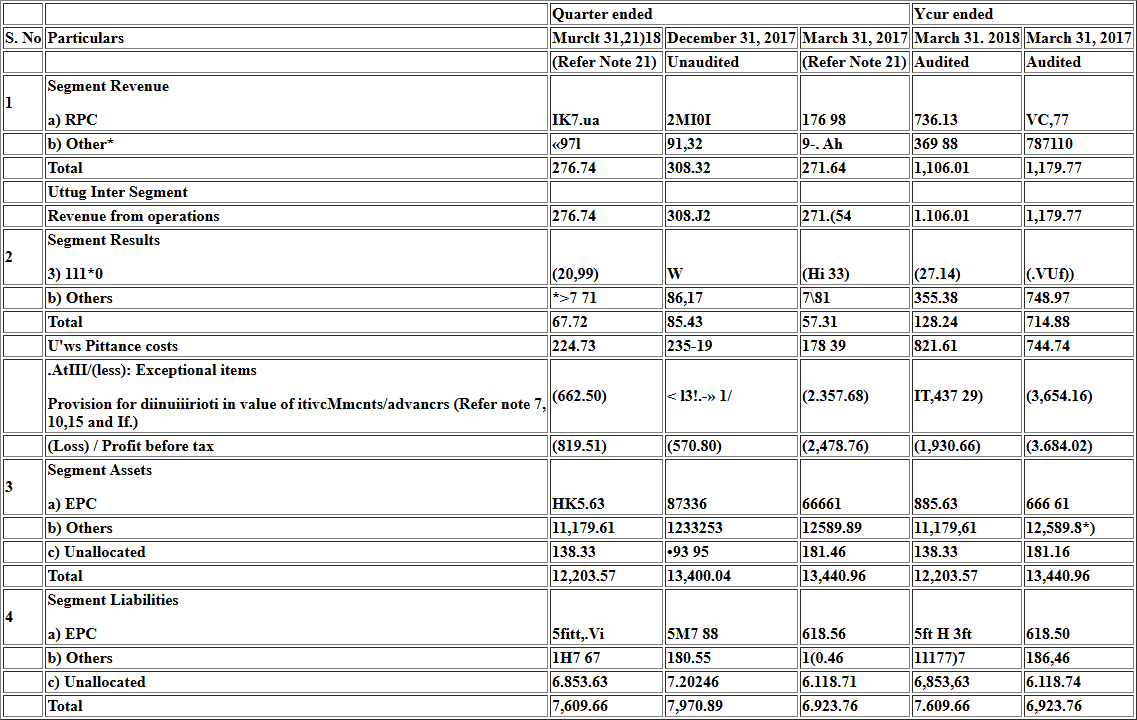 Quarter ended Ycur ended
S. No Particulars Murclt 31,21)18 December 31, 2017 March 31, 2017 March 31. 2018 March 31, 2017
(Refer Note 21) Unaudited (Refer Note 21) Audited Audited
1 Segment Revenue
a) RPC IK7.ua 2MI0I 176 98 736.13 VC,77
b) Other* «97l 91,32 9-. Ah 369 88 787110
Total 276.74 308.32 271.64 1,106.01 1,179.77
Uttug Inter Segment
Revenue from operations 276.74 308.J2 271.(54 1.106.01 1,179.77
2 Segment Results
3) 111*0 (20,99) W (Hi 33) (27.14) (.VUf))
b) Others *>7 71 86,17 7\81 355.38 748.97
Total 67.72 85.43 57.31 128.24 714.88
U'ws Pittance costs 224.73 235-19 178 39 821.61 744.74
.AtIII/(less): Exceptional items
Provision for diinuiiirioti in value of itivcMmcnts/advancrs (Refer note 7, 10,15 and If.) (662.50) < l3!.-» 1/ (2.357.68) IT,437 29) (3,654.16)
(Loss) / Profit before tax (819.51) (570.80) (2,478.76) (1,930.66) (3.684.02)
3 Segment Assets
a) EPC HK5.63 87336 66661 885.63 666 61
b) Others 11,179.61 1233253 12589.89 11,179,61 12,589.8*)
c) Unallocated 138.33 •93 95 181.46 138.33 181.16
Total 12,203.57 13,400.04 13,440.96 12,203.57 13,440.96
4 Segment Liabilities
a) EPC 5fitt,.Vi 5M7 88 618.56 5ft H 3ft 618.50
b) Others 1H7 67 180.55 1(0.46 11177)7 186,46
c) Unallocated 6.853.63 7.20246 6.118.71 6,853,63 6.118.74
Total 7,609.66 7,970.89 6.923.76 7.609.66 6,923.76